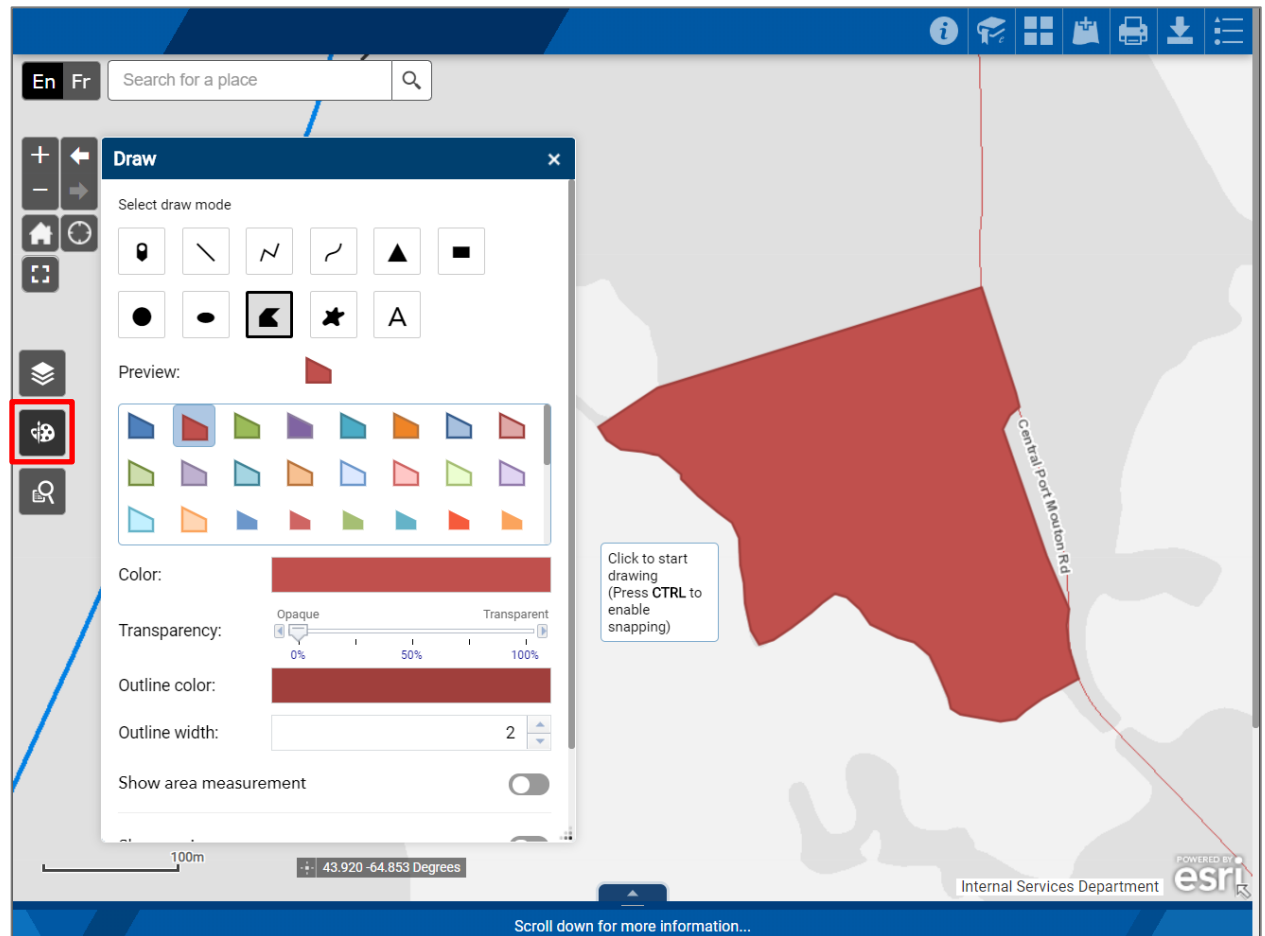 En Fr
Search for a place
Draw
Select draw mode
A
Preview:
Color:
Opaque Transparent
Transparency:
0% 50% 100%
Outline color:
Outline width: 2
Show area measurement
Click to start
drawing
(Press CTRL to
enable
snapping)
Central Port Mouton Rd
100m
43.920 -64.853 Degrees
Internal Services Department
POWERED BY
esri
Scroll down for more information...